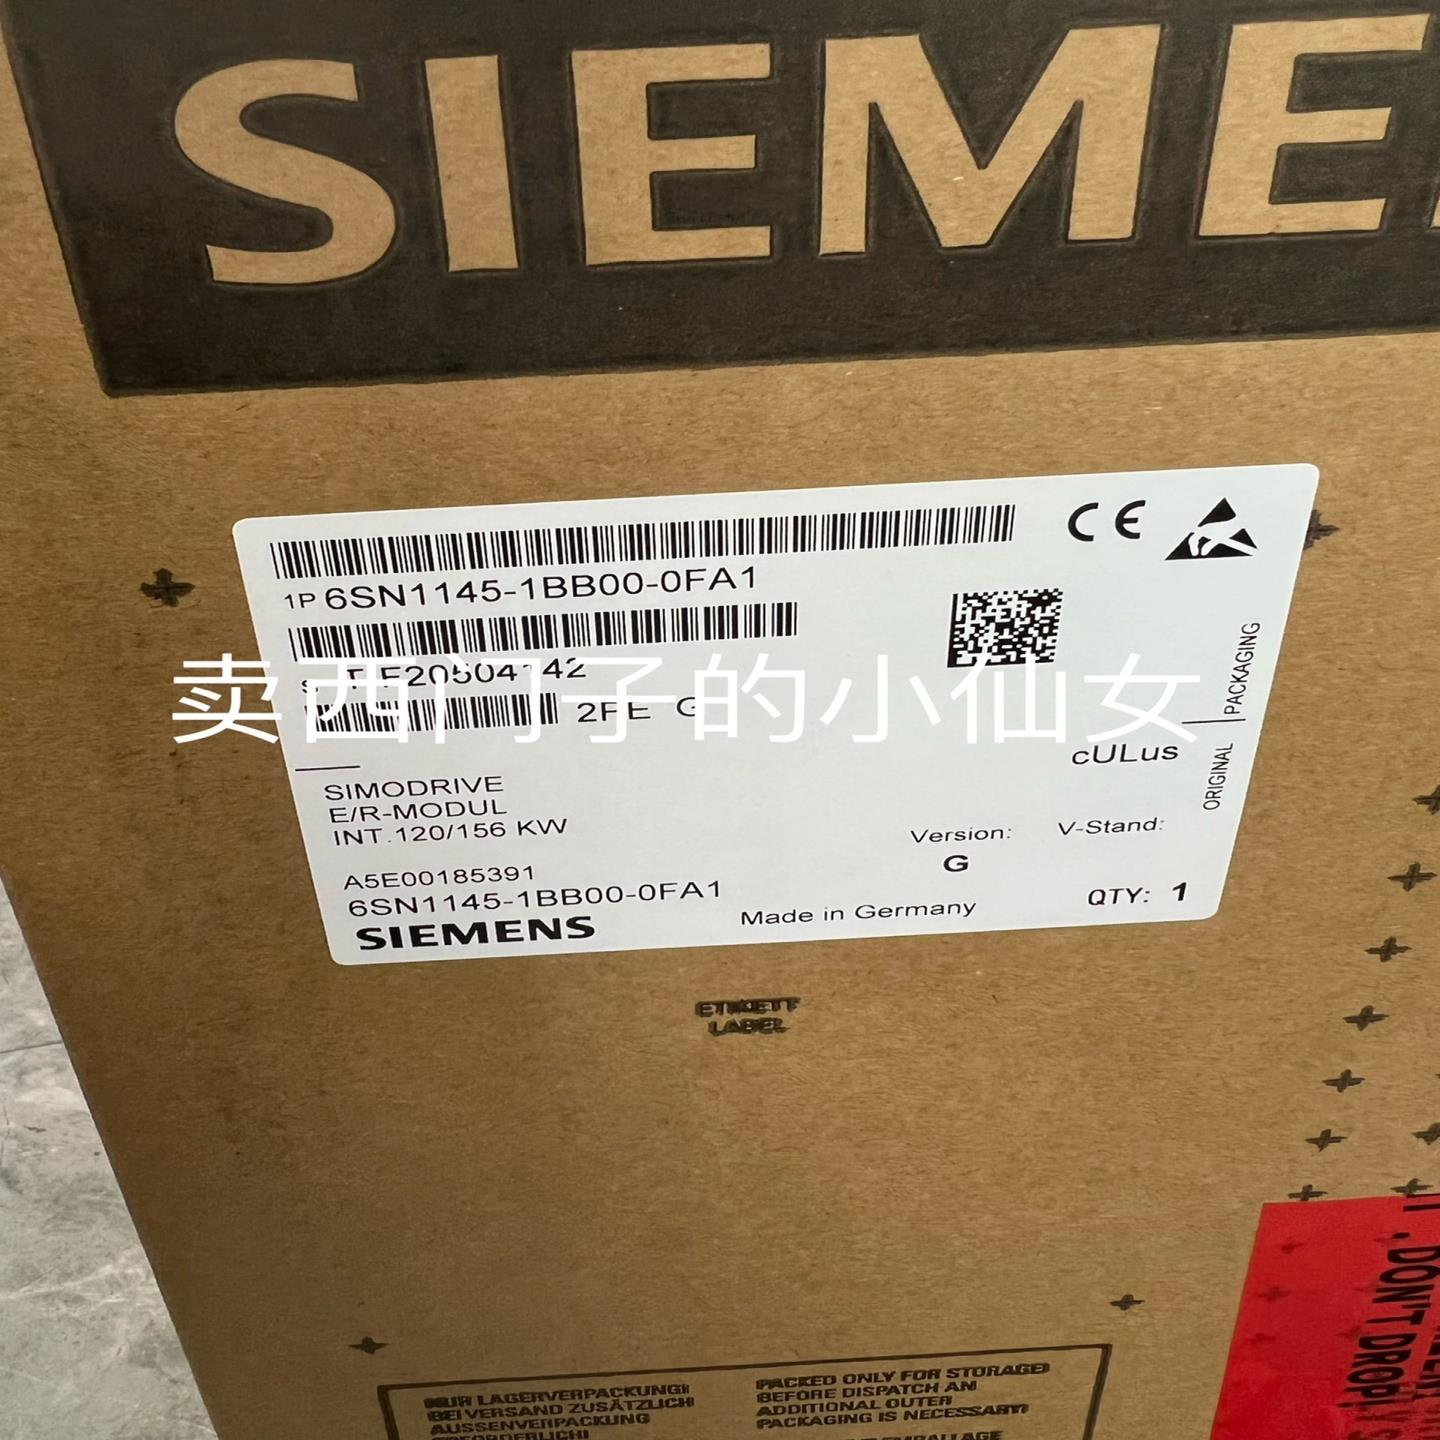 SIEME
1P 6SN1145-1BB00-0FA1
S T-F20504142
2FE G
卖西门子的小仙女
CE
ORIGINAL PACKAGING
cULus
SIMODRIVE
E/R-MODUL
INT.120/156 KW
Version: V-Stand:
G
A5E00185391
6SN1145-1BB00-0FA1
SIEMENS
Made in Germany
QTY: 1
ETIKETT
LABEL
. DON'T DROP!
NUR LAGERVERPACKUNG!
BEI VERSAND ZUSÄTZLICH
AUSSENVERPACKUNG
ERFORDERLICH!
PACKED ONLY FOR STORAGE!
BEFORE DISPATCH AN
ADDITIONAL OUTER
PACKAGING IS NECESSARY!